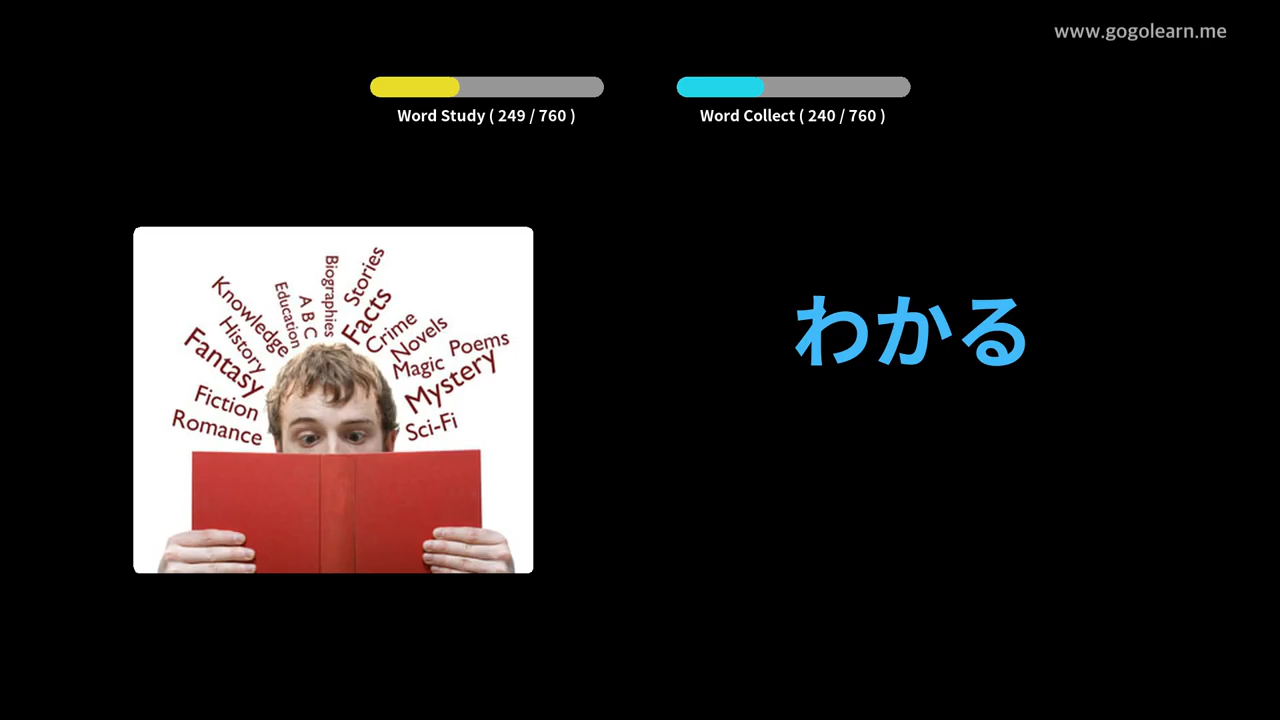 www.gogolearn.me
Word Study ( 249 / 760 )
Word Collect ( 240 / 760 )
Romance
Fiction
Fantasy
History
Knowledge
Education
A B C
Biographies
Stories
Facts
Crime
Novels
Magic
Poems
Mystery
Sci-Fi
わかる